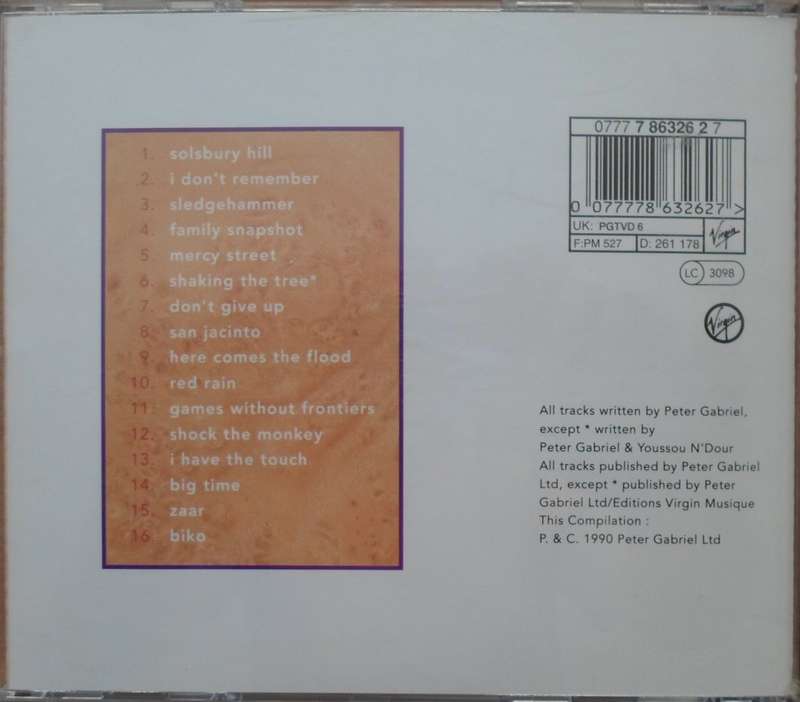 1. solsbury hill
2. i don't remember
3. sledgehammer
4. family snapshot
5. mercy street
6. shaking the tree*
7. don't give up
8. san jacinto
9. here comes the flood
10. red rain
11. games without frontiers
12. shock the monkey
13. i have the touch
14. big time
15. zaar
16. biko
0777 7 86326 2 7
0 077778 632627 >
UK: PGTVD 6
F:PM 527 D: 261 178 Virgin
LC 3098
Virgin
All tracks written by Peter Gabriel,
except * written by
Peter Gabriel & Youssou N'Dour
All tracks published by Peter Gabriel
Ltd, except * published by Peter
Gabriel Ltd/Editions Virgin Musique
This Compilation :
P. & C. 1990 Peter Gabriel Ltd